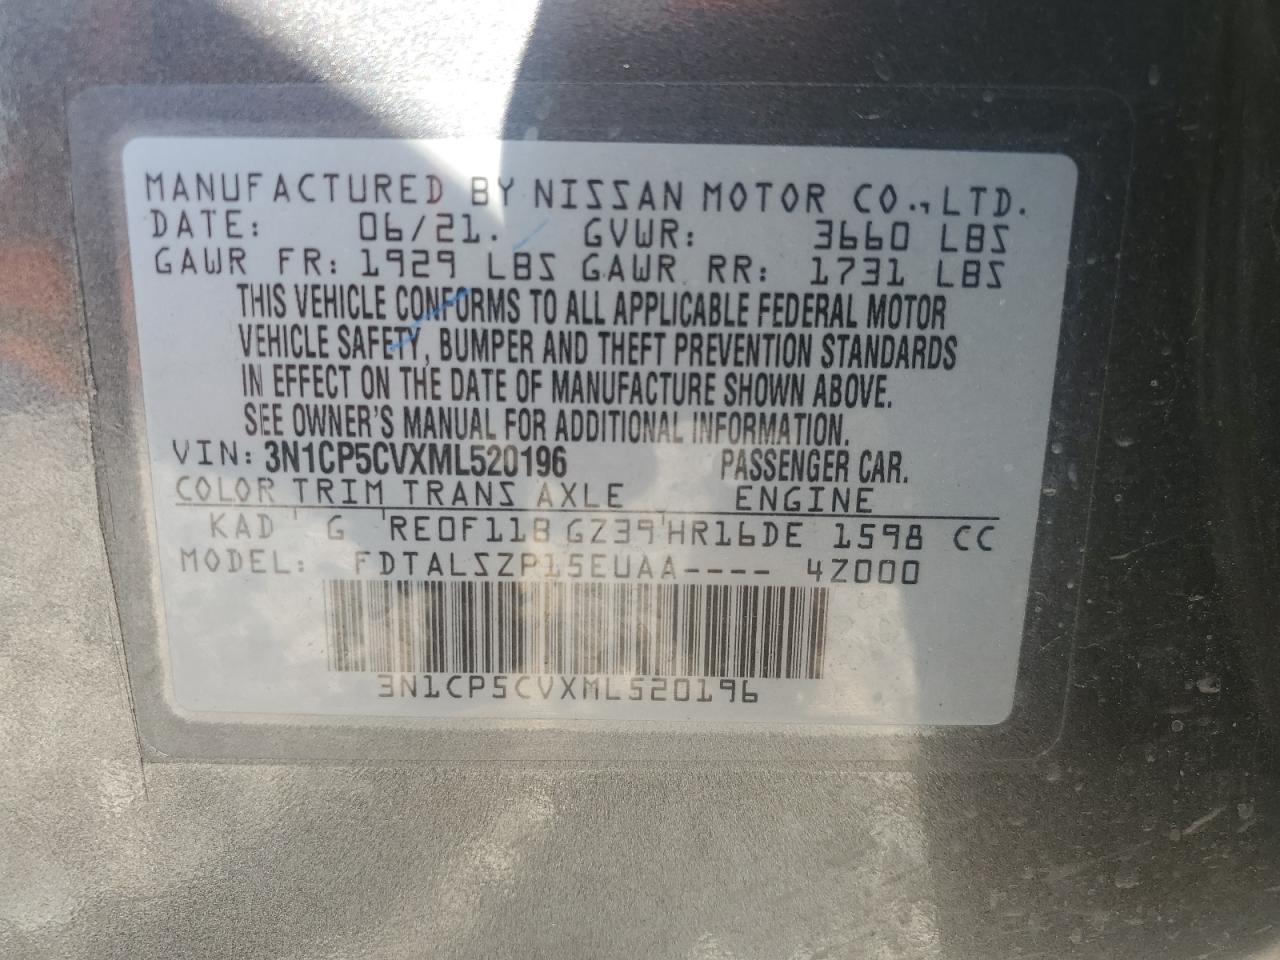 MANUFACTURED BY NISSAN MOTOR CO., LTD.
DATE: 06/21. GVWR: 3660 LBS
GAWR FR: 1929 LBS GAWR RR: 1731 LBS
THIS VEHICLE CONFORMS TO ALL APPLICABLE FEDERAL MOTOR
VEHICLE SAFETY, BUMPER AND THEFT PREVENTION STANDARDS
IN EFFECT ON THE DATE OF MANUFACTURE SHOWN ABOVE.
SEE OWNER'S MANUAL FOR ADDITIONAL INFORMATION.
VIN: 3N1CP5CVXML520196 PASSENGER CAR.
COLOR TRIM TRANS AXLE ENGINE
KAD G RE0F11B GZ39 HR16DE 1598 CC
MODEL: FDTALSZP15EUAA---- 4Z000
3N1CP5CVXML520196